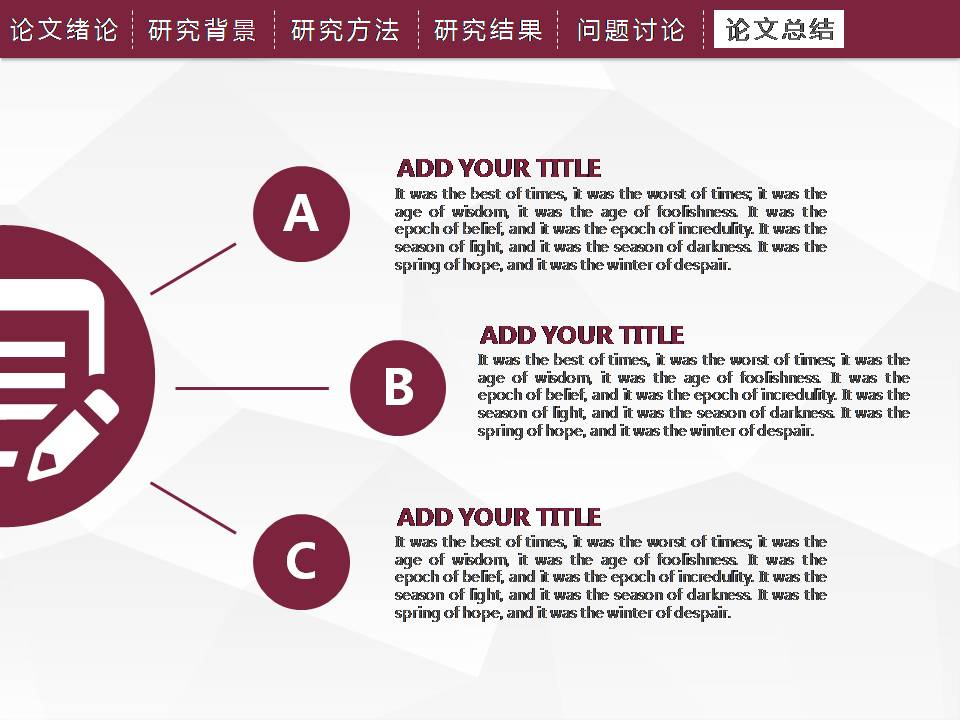 论文绪论 研究背景 研究方法 研究结果 问题讨论 论文总结
A
ADD YOUR TITLE
It was the best of times, it was the worst of times; it was the
age of wisdom, it was the age of foolishness. It was the
epoch of belief, and it was the epoch of incredulity. It was the
season of light, and it was the season of darkness. It was the
spring of hope, and it was the winter of despair.
B
ADD YOUR TITLE
It was the best of times, it was the worst of times; it was the
age of wisdom, it was the age of foolishness. It was the
epoch of belief, and it was the epoch of incredulity. It was the
season of light, and it was the season of darkness. It was the
spring of hope, and it was the winter of despair.
C
ADD YOUR TITLE
It was the best of times, it was the worst of times; it was the
age of wisdom, it was the age of foolishness. It was the
epoch of belief, and it was the epoch of incredulity. It was the
season of light, and it was the season of darkness. It was the
spring of hope, and it was the winter of despair.